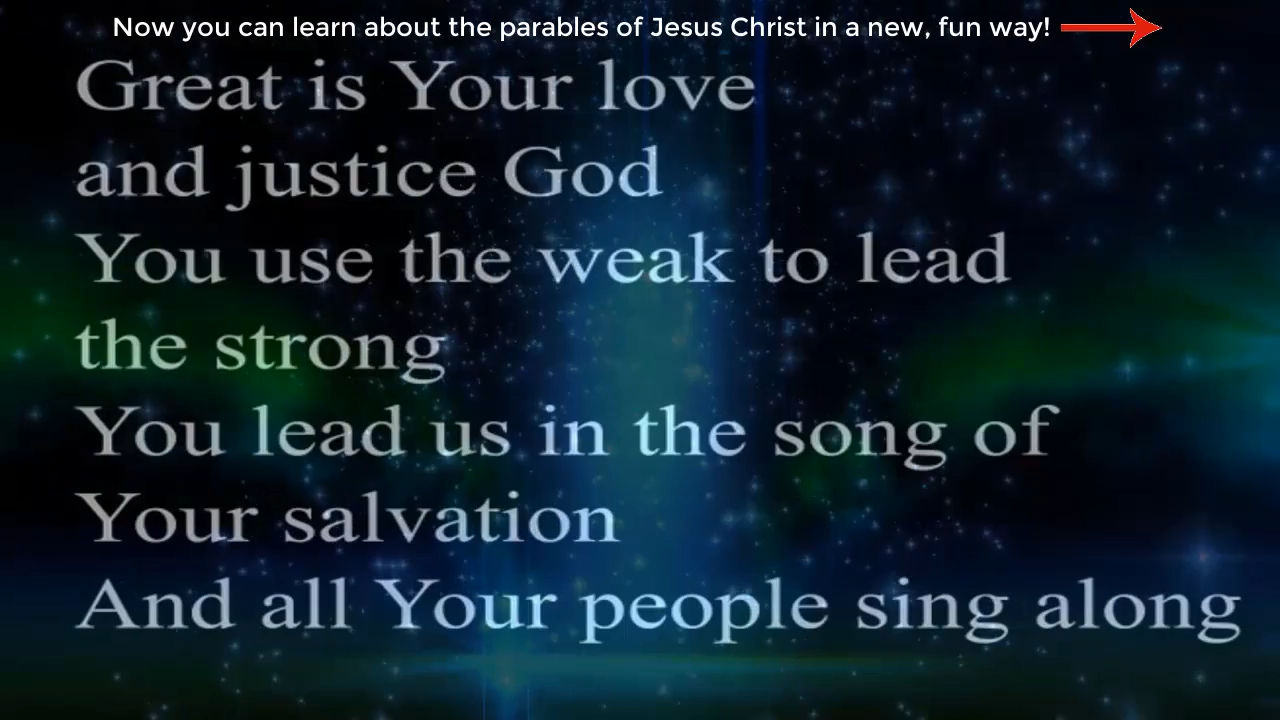 Now you can learn about the parables of Jesus Christ in a new, fun way!
Great is Your love
and justice God
You use the weak to lead
the strong
You lead us in the song of
Your salvation
And all Your people sing along